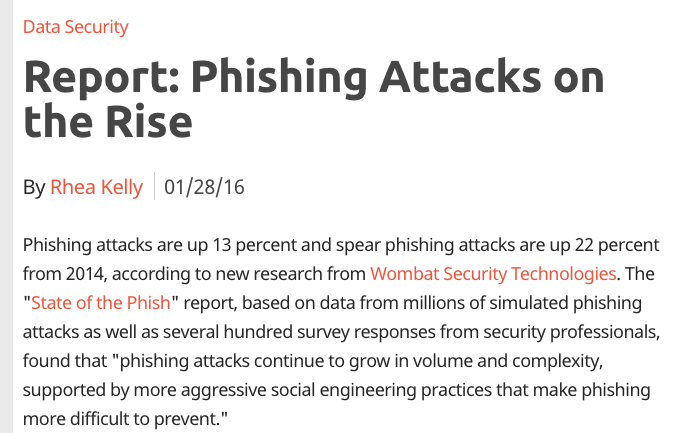 Data Security
Report: Phishing Attacks on
the Rise
By Rhea Kelly 01/28/16
Phishing attacks are up 13 percent and spear phishing attacks are up 22 percent
from 2014, according to new research from Wombat Security Technologies. The
"State of the Phish" report, based on data from millions of simulated phishing
attacks as well as several hundred survey responses from security professionals,
found that "phishing attacks continue to grow in volume and complexity,
supported by more aggressive social engineering practices that make phishing
more difficult to prevent."